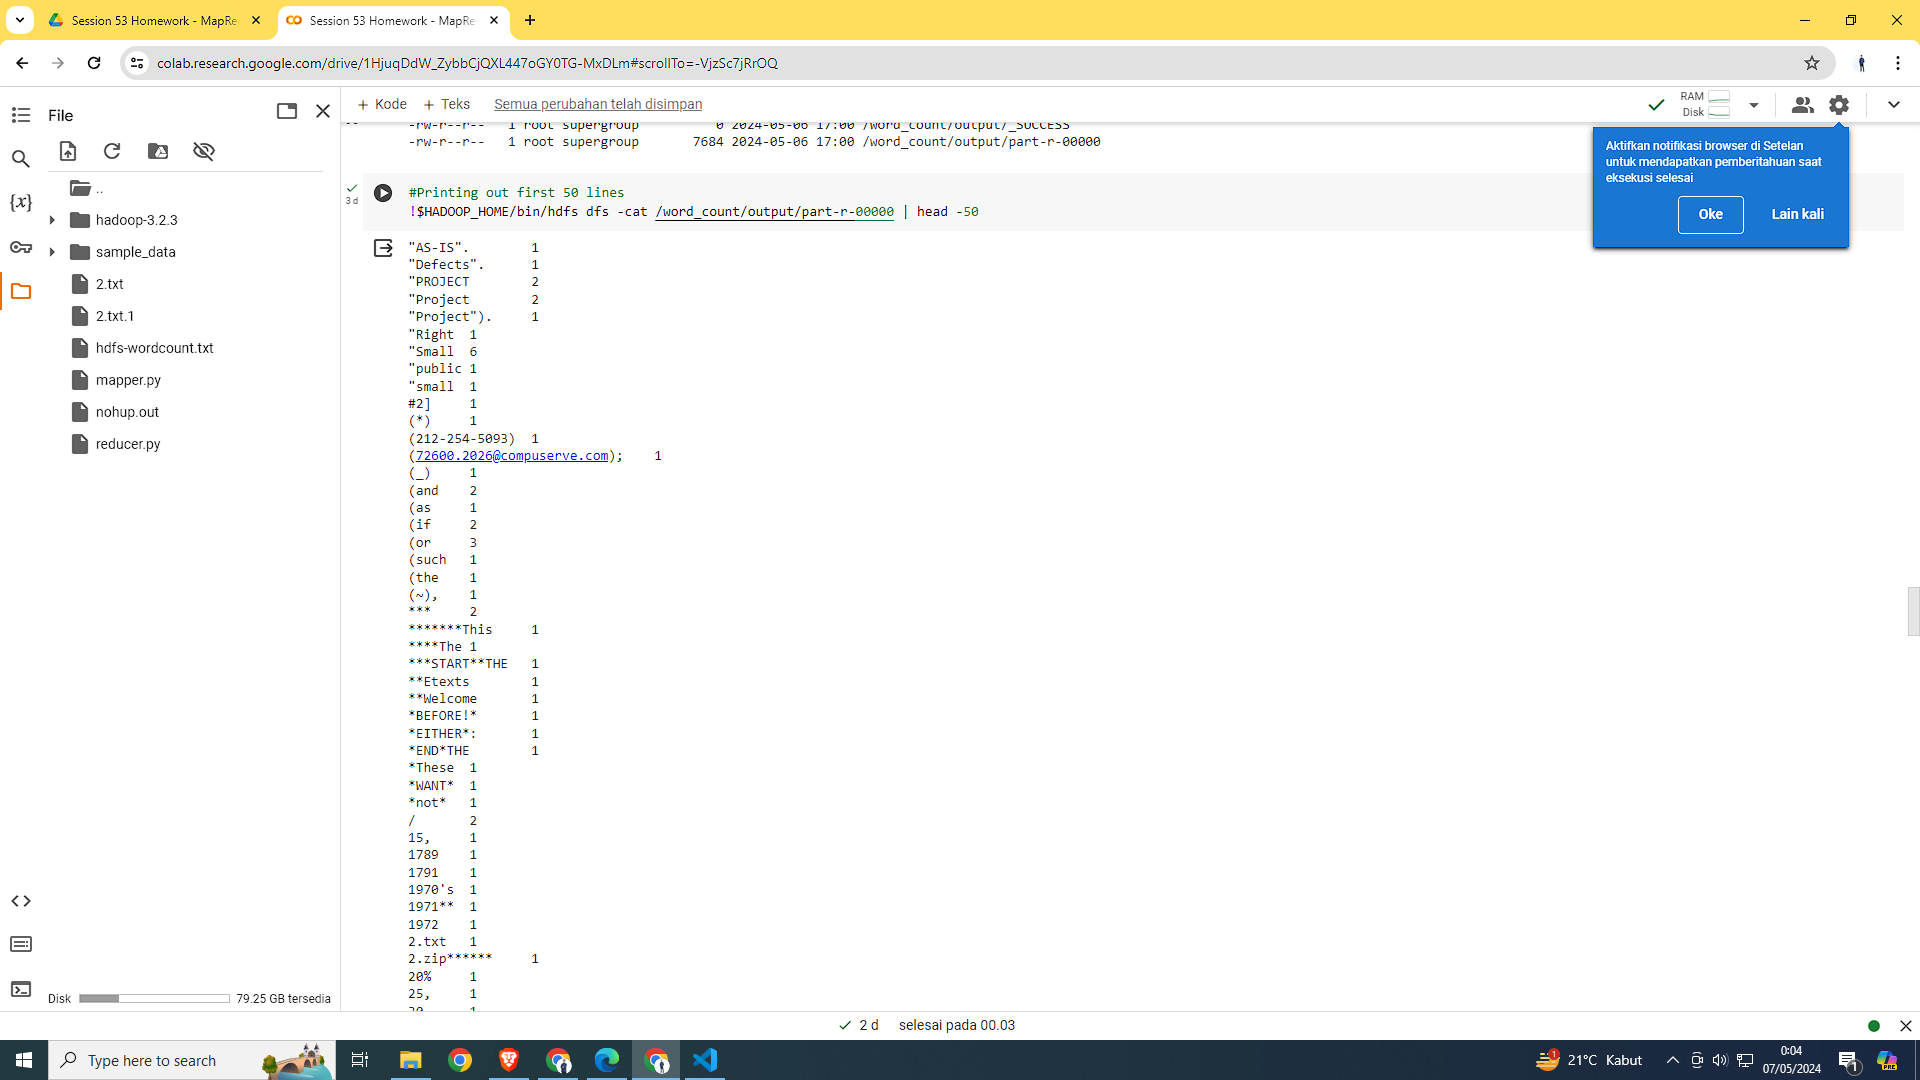 Session 53 Homework - MapRe
Session 53 Homework - MapRe
colab.research.google.com/drive/1HjuqDdW_ZybbCjQXL447oGY0TG-MxDLm#scrollTo=-VjzSc7jRrOQ
File
+ Kode + Teks Semua perubahan telah disimpan
RAM
Disk
Aktifkan notifikasi browser di Setelan
untuk mendapatkan pemberitahuan saat
eksekusi selesai
Oke Lain kali
..
hadoop-3.2.3
sample_data
2.txt
2.txt.1
hdfs-wordcount.txt
mapper.py
nohup.out
reducer.py
Disk 79.25 GB tersedia
-rw-r--r-- 1 root supergroup 0 2024-05-06 17:00 /word_count/output/_SUCCESS
-rw-r--r-- 1 root supergroup 7684 2024-05-06 17:00 /word_count/output/part-r-00000
3 d
#Printing out first 50 lines
!$HADOOP_HOME/bin/hdfs dfs -cat /word_count/output/part-r-00000 | head -50
"AS-IS". 1
"Defects". 1
"PROJECT 2
"Project 2
"Project"). 1
"Right 1
"Small 6
"public 1
"small 1
#2] 1
(*) 1
(212-254-5093) 1
(72600.2026@compuserve.com); 1
(_) 1
(and 2
(as 1
(if 2
(or 3
(such 1
(the 1
(~), 1
*** 2
*******This 1
****The 1
***START**THE 1
**Etexts 1
**Welcome 1
*BEFORE!* 1
*EITHER*: 1
*END*THE 1
*These 1
*WANT* 1
*not* 1
/ 2
15, 1
1789 1
1791 1
1970's 1
1971** 1
1972 1
2.txt 1
2.zip****** 1
20% 1
25, 1
2 d selesai pada 00.03
Type here to search
1
21°C Kabut
0:04
07/05/2024
1
PRE